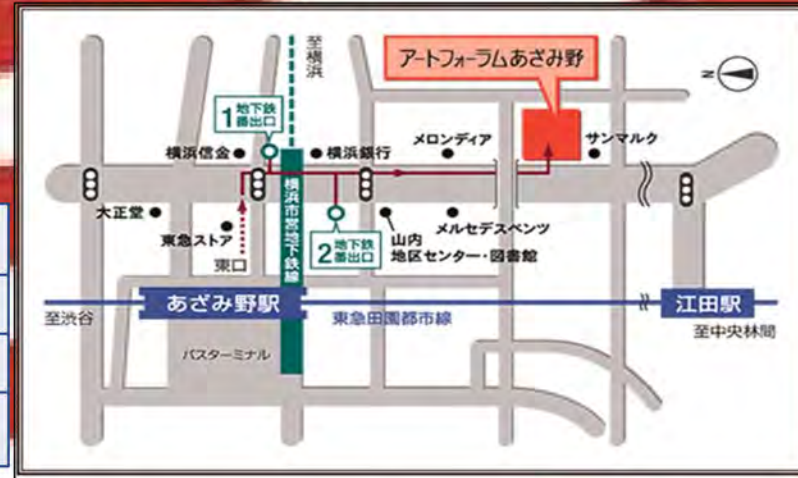 至横浜
アートフォーラムあざみ野
N
1 地下鉄
番出口
横浜信金
横浜銀行
メロンディア
サンマルク
横浜市営地下鉄線
大正堂
東急ストア
東口
2 地下鉄
番出口
山内
地区センター・図書館
メルセデスベンツ
至渋谷
あざみ野駅
東急田園都市線
江田駅
至中央林間
バスターミナル